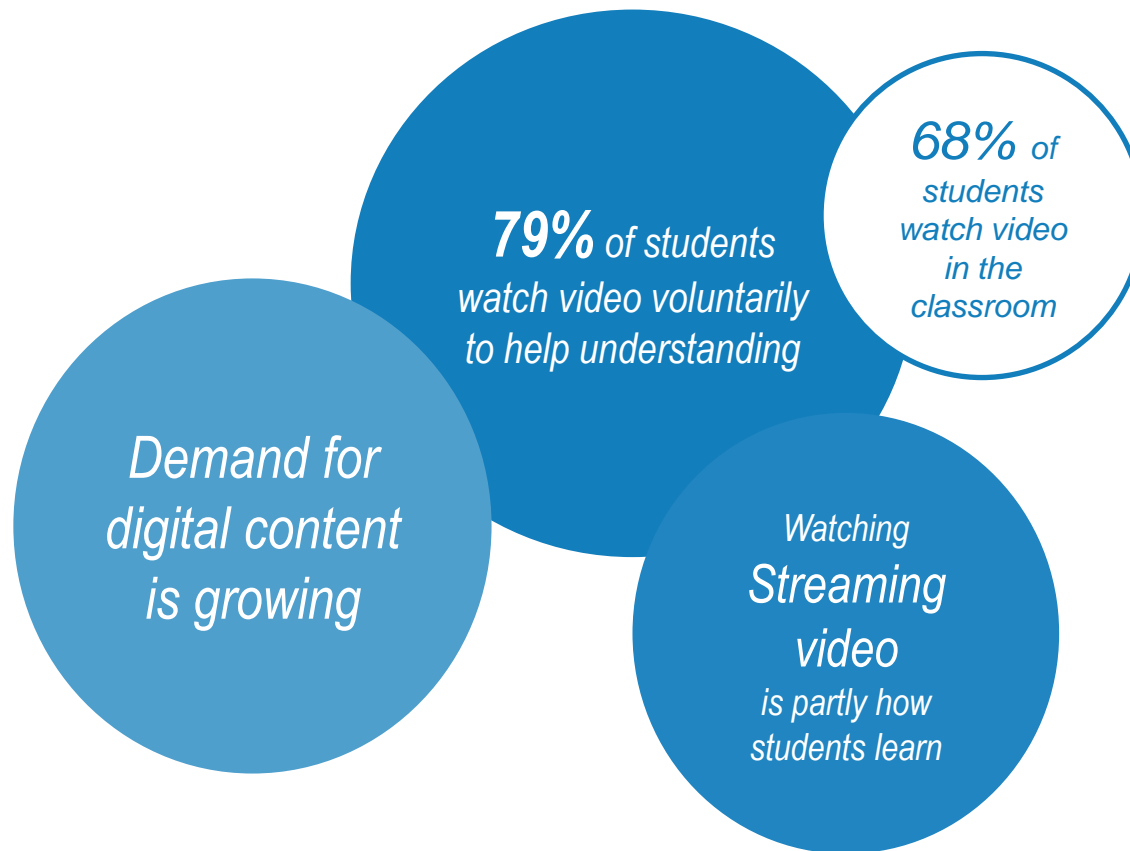 68% of
students
watch video
in the
classroom
79% of students
watch video voluntarily
to help understanding
Demand for
digital content
is growing
Watching
Streaming
video
is partly how
students learn